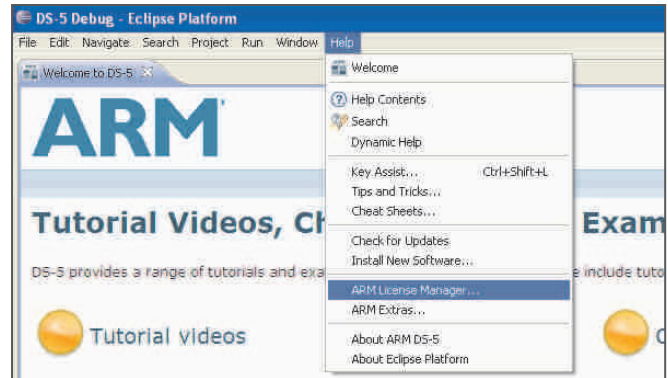 DS-5 Debug - Eclipse Platform
File Edit Navigate Search Project Run Window Help
Welcome to DS-5
Welcome
Help Contents
Search
Dynamic Help
Key Assist... Ctrl+Shift+L
Tips and Tricks...
Cheat Sheets...
Check for Updates
Install New Software...
ARM License Manager...
ARM Extras...
About ARM DS-5
About Eclipse Platform
ARM
Tutorial Videos, Ch Exam
DS-5 provides a range of tutorials and exa e include tuto
Tutorial videos